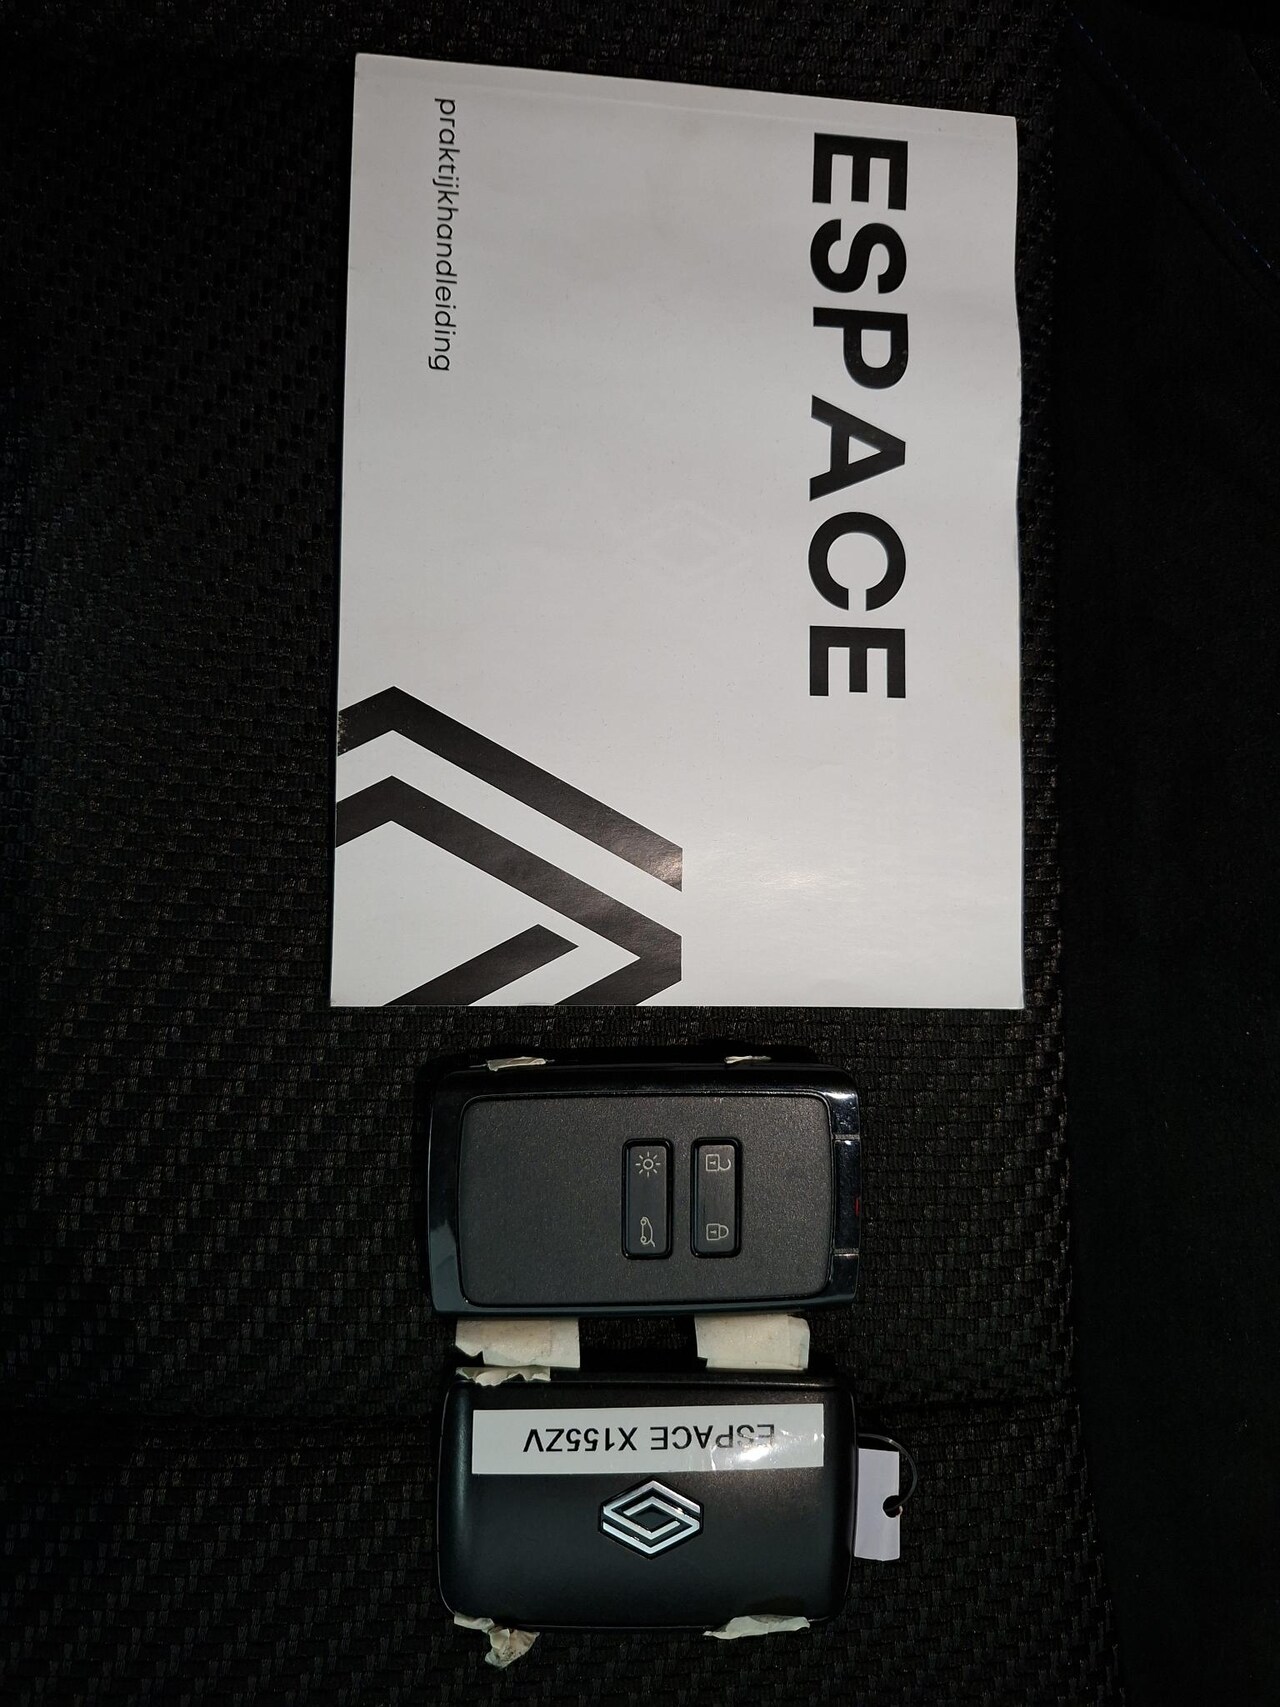 ESPACE
praktijkhandleiding
ESPACE X155ZV